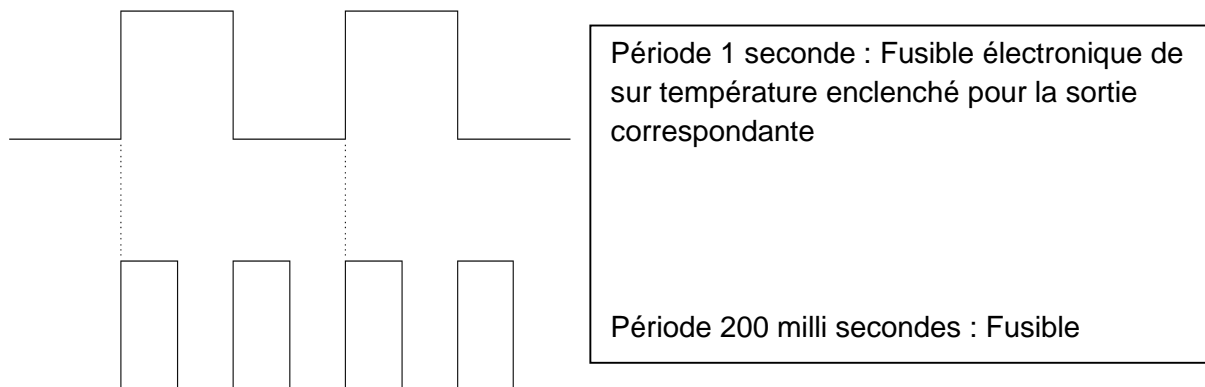 Période 1 seconde : Fusible électronique de
sur température enclenché pour la sortie
correspondante
Période 200 milli secondes : Fusible